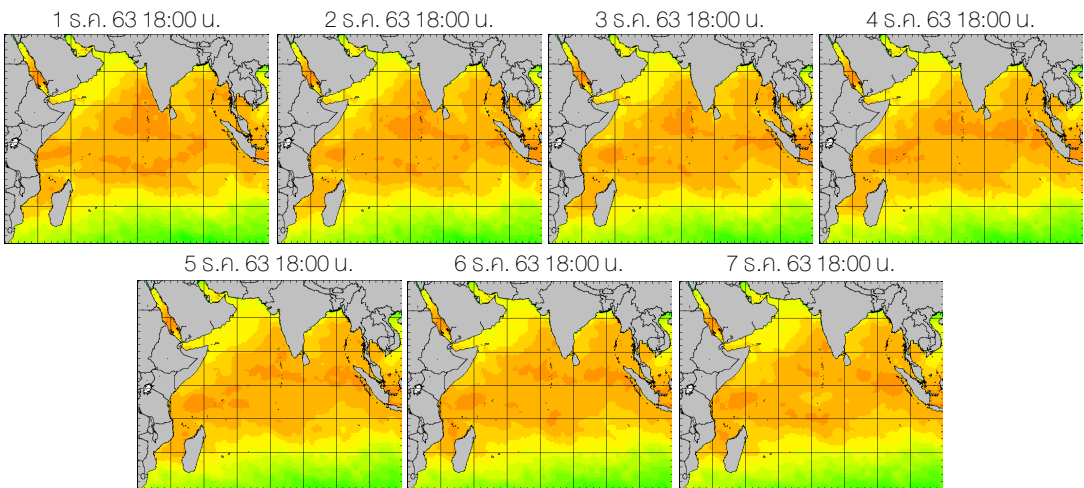 1 ธ.ค. 63 18:00 น.
2 ธ.ค. 63 18:00 น.
3 ธ.ค. 63 18:00 น.
4 ธ.ค. 63 18:00 น.
5 ธ.ค. 63 18:00 น.
6 ธ.ค. 63 18:00 น.
7 ธ.ค. 63 18:00 น.